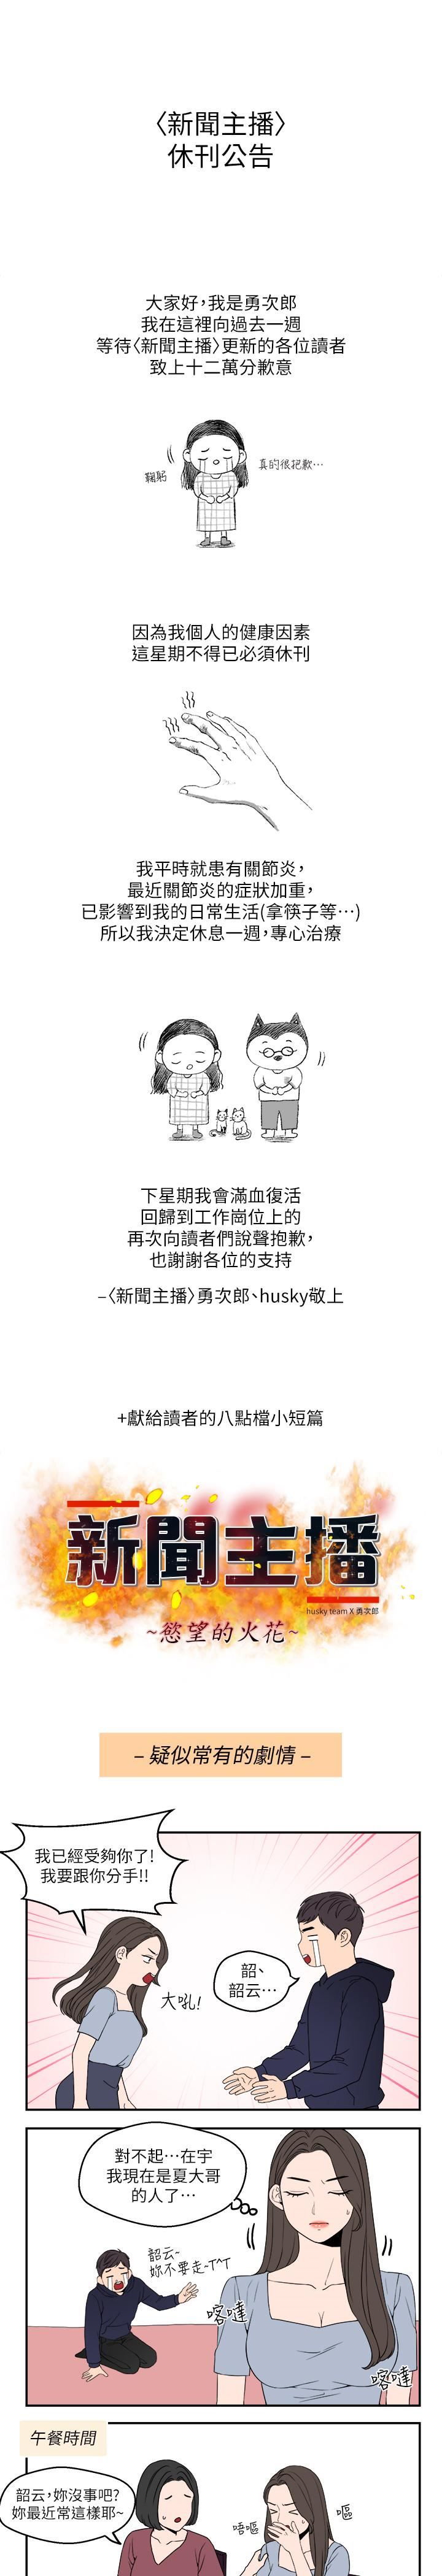 〈新聞主播〉
休刊公告
大家好，我是勇次郎
我在這裡向過去一週
等待〈新聞主播〉更新的各位讀者
致上十二萬分歉意
鞠躬
真的很抱歉…
因為我個人的健康因素
這星期不得已必須休刊
我平時就患有關節炎，
最近關節炎的症狀加重，
已影響到我的日常生活(拿筷子等…)
所以我決定休息一週，專心治療
下星期我會滿血復活
回歸到工作崗位上的
再次向讀者們說聲抱歉，
也謝謝各位的支持
–〈新聞主播〉勇次郎、husky敬上
+獻給讀者的八點檔小短篇
新聞主播
husky team X 勇次郎
~慾望的火花~
– 疑似常有的劇情 –
我已經受夠你了!
我要跟你分手!!
大吼!
韶、
韶云…
對不起…在宇
我現在是夏大哥
的人了…
韶云~
妳不要走~T^T
喀噠
喀噠
午餐時間
韶云，妳沒事吧?
妳最近常這樣耶~
唔嘔
嘔